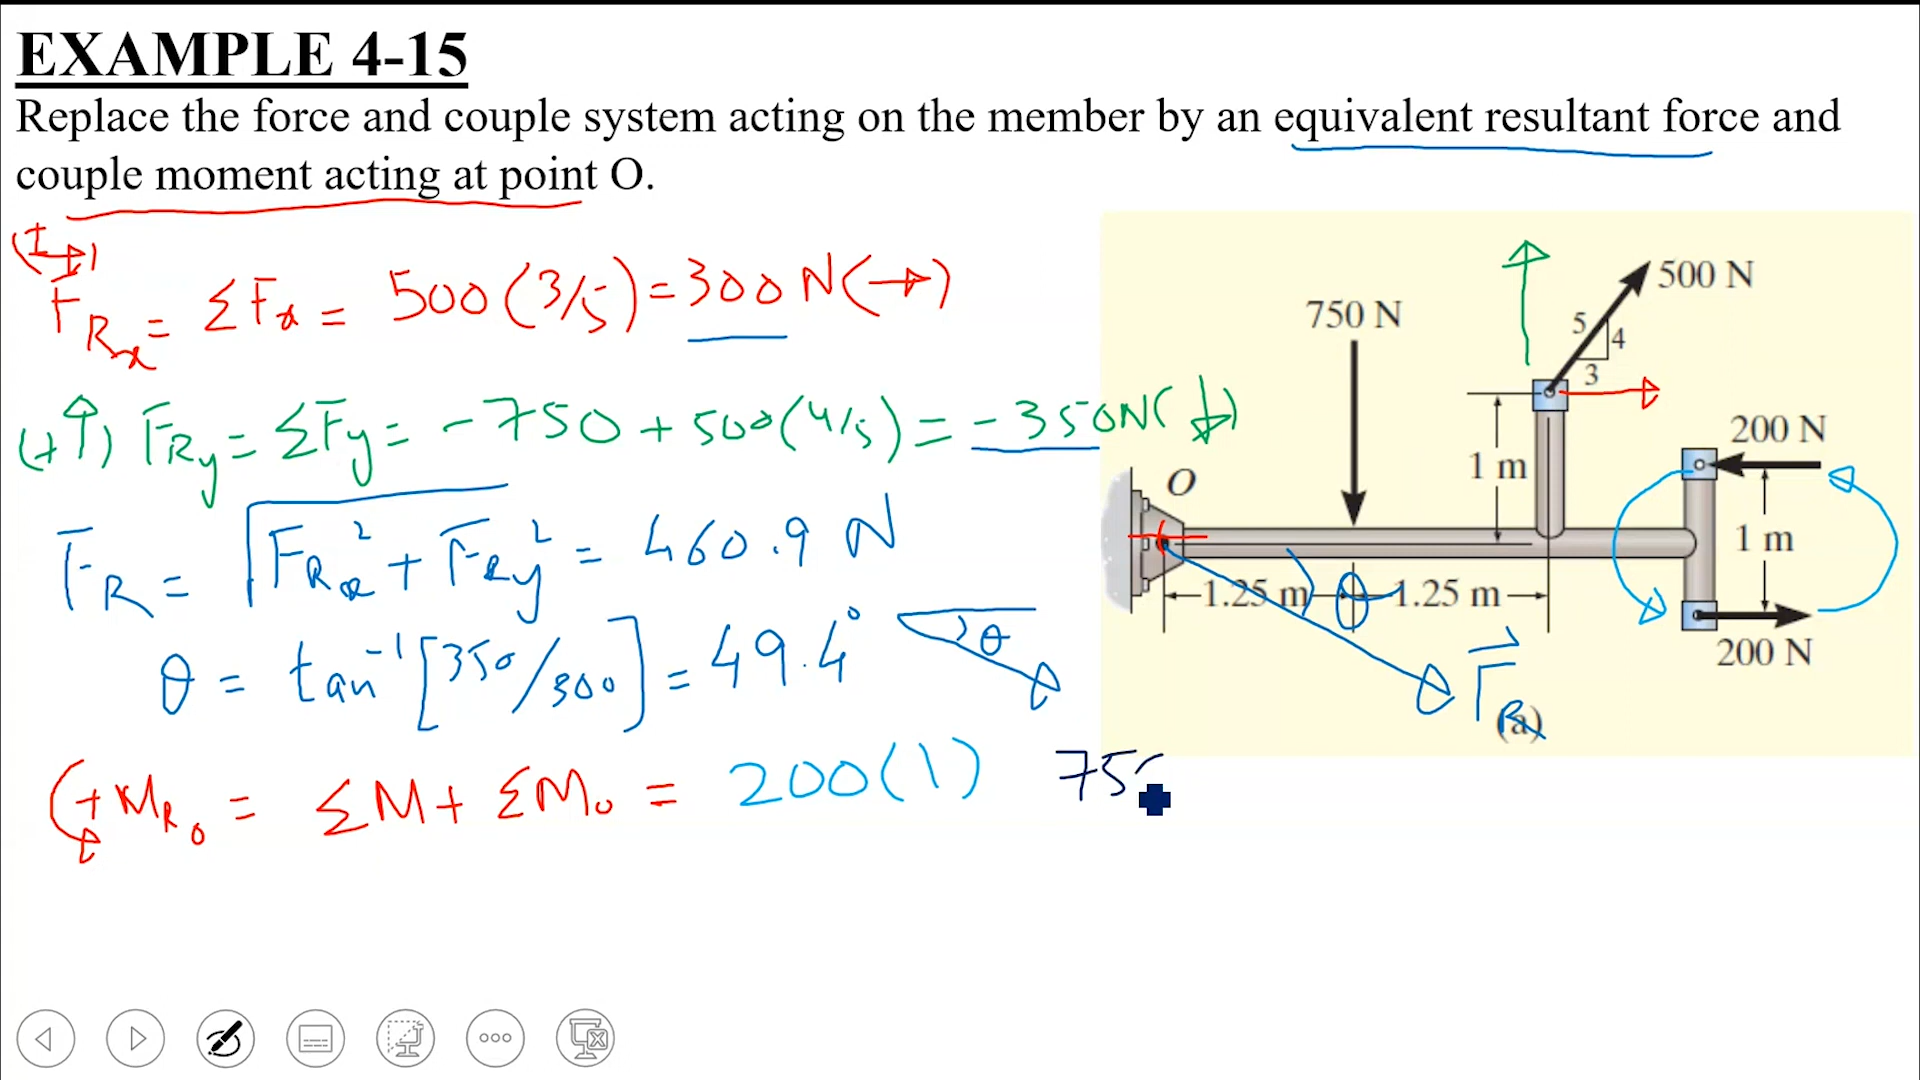 EXAMPLE 4-15
Replace the force and couple system acting on the member by an equivalent resultant force and
couple moment acting at point O.
(+→)
F_Rx = ΣFx = 500(3/5) = 300 N(→)
(+↑) F_Ry = ΣFy = -750 + 500(4/5) = -350N(↓)
F_R = √F_Rx² + F_Ry² = 460.9 N
θ = tan⁻¹[350/300] = 49.4° θ
(+ M_Ro = ΣM + ΣMo = 200(1) 75
500 N
750 N
5
4
3
200 N
1 m
O
1 m
1.25 m
θ
1.25 m
200 N
F_R
(a)